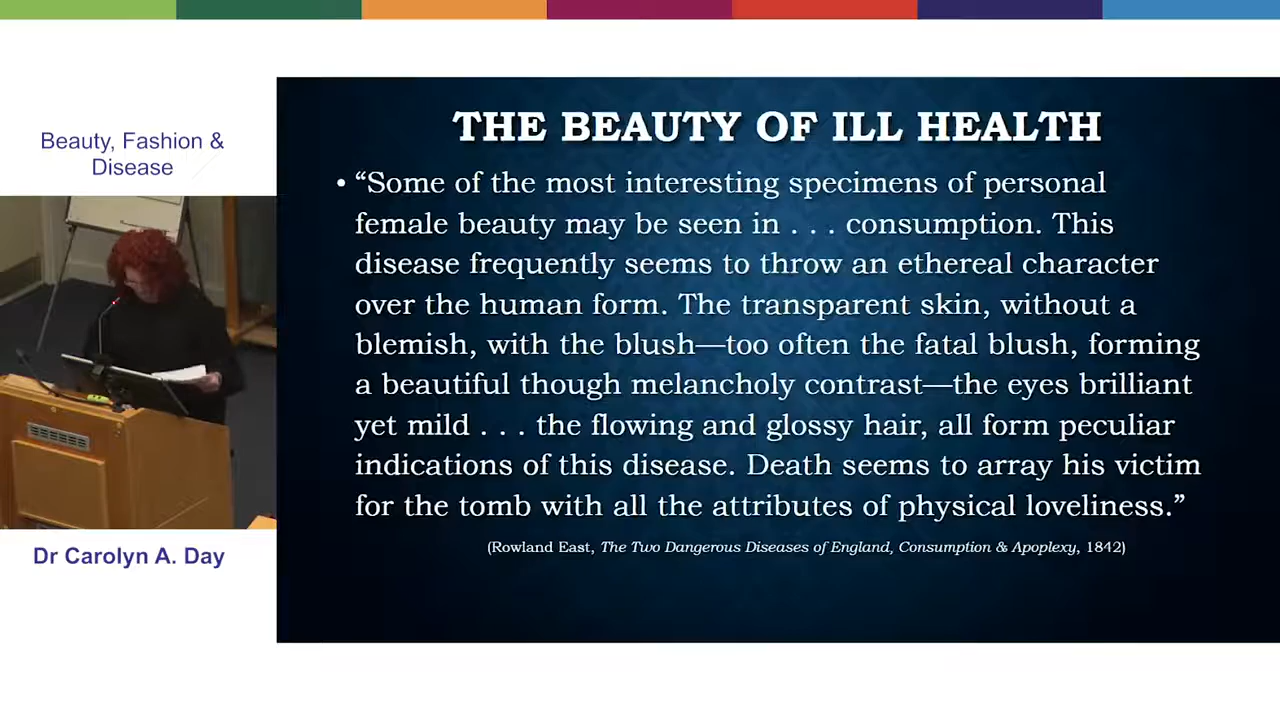 Beauty, Fashion &
Disease
Dr Carolyn A. Day
THE BEAUTY OF ILL HEALTH
• “Some of the most interesting specimens of personal
female beauty may be seen in . . . consumption. This
disease frequently seems to throw an ethereal character
over the human form. The transparent skin, without a
blemish, with the blush—too often the fatal blush, forming
a beautiful though melancholy contrast—the eyes brilliant
yet mild . . . the flowing and glossy hair, all form peculiar
indications of this disease. Death seems to array his victim
for the tomb with all the attributes of physical loveliness.”
(Rowland East, The Two Dangerous Diseases of England, Consumption & Apoplexy, 1842)